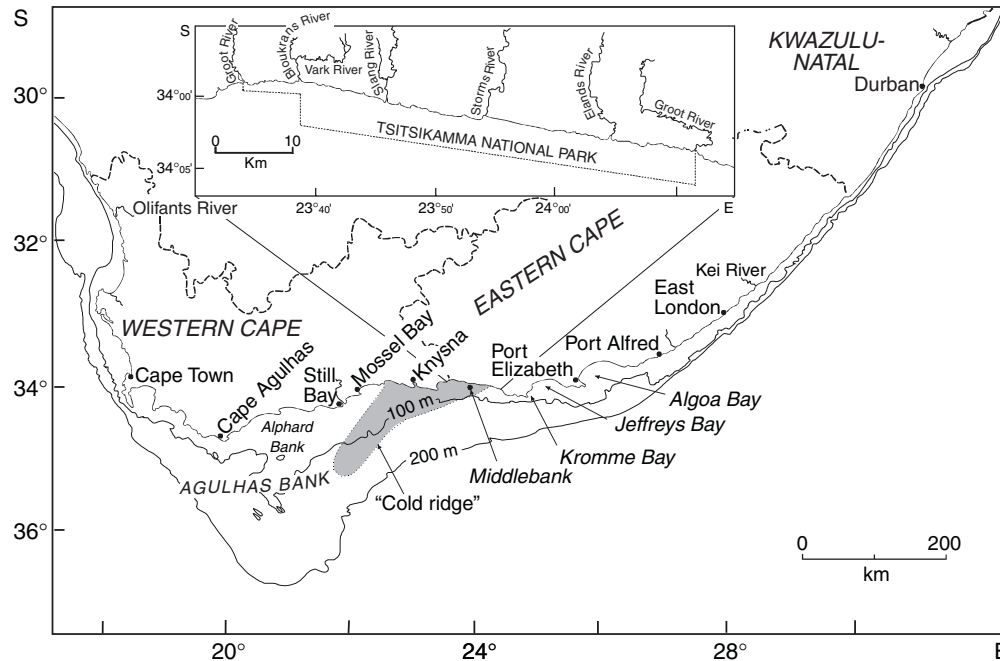 S
30°
32°
34°
36°
20°
24°
28°
E
S
34°00'
34°05'
23°40'
23°50'
24°00'
E
Groot River
Bloukrans River
Vark River
Slang River
Storms River
Elands River
Groot River
0 10
Km
TSITSIKAMMA NATIONAL PARK
KWAZULU-
NATAL
Durban
Olifants River
EASTERN CAPE
WESTERN CAPE
Kei River
East
London
Port Alfred
Port
Elizabeth
Knysna
Mossel Bay
Still
Bay
Cape Agulhas
Cape Town
Algoa Bay
Jeffreys Bay
Kromme Bay
Middlebank
100 m
200 m
Alphard
Bank
AGULHAS BANK
"Cold ridge"
0 200
km